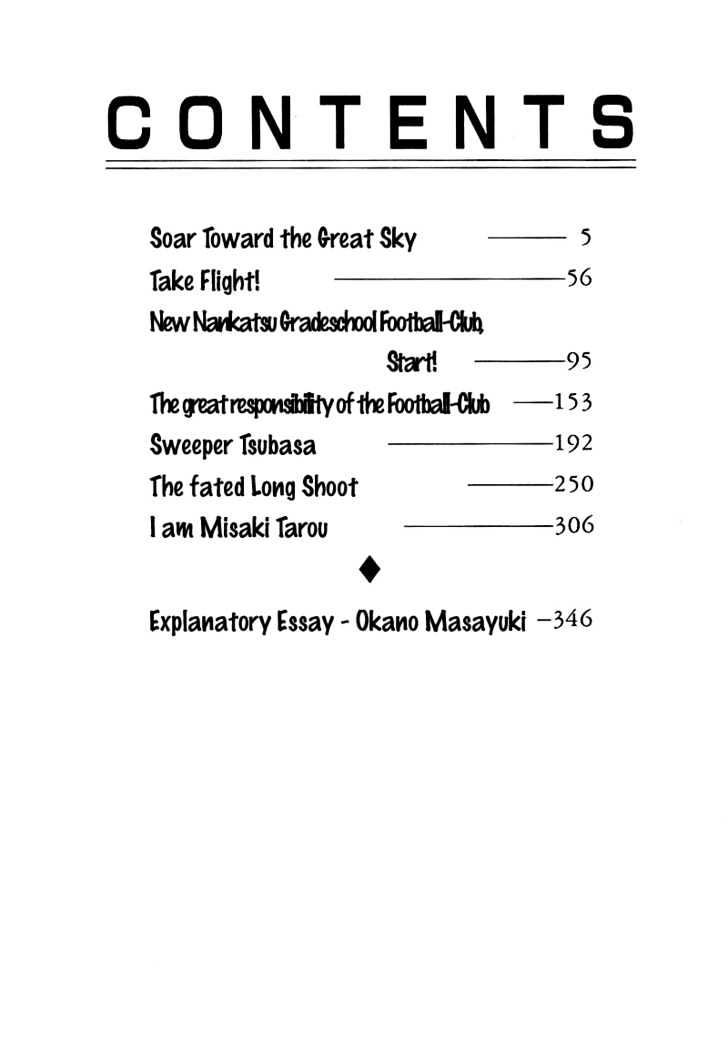 CONTENTS
Soar Toward the Great Sky 5
Take Flight! 56
New Nankatsu Gradeschool Football-Club,
Start! 95
The great responsibility of the Football-Club 153
Sweeper Tsubasa 192
The fated Long Shoot 250
I am Misaki Tarou 306
Explanatory Essay - Okano Masayuki 346